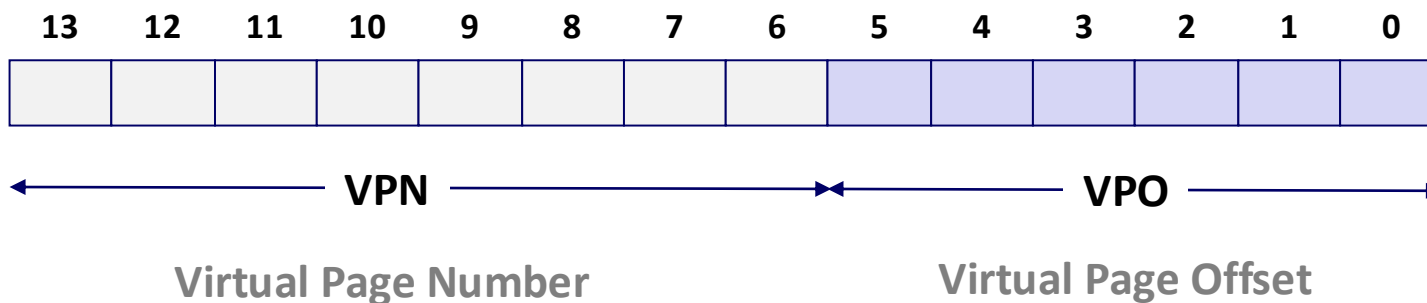 13 12 11 10 9 8 7 6 5 4 3 2 1 0
VPN VPO
Virtual Page Number Virtual Page Offset